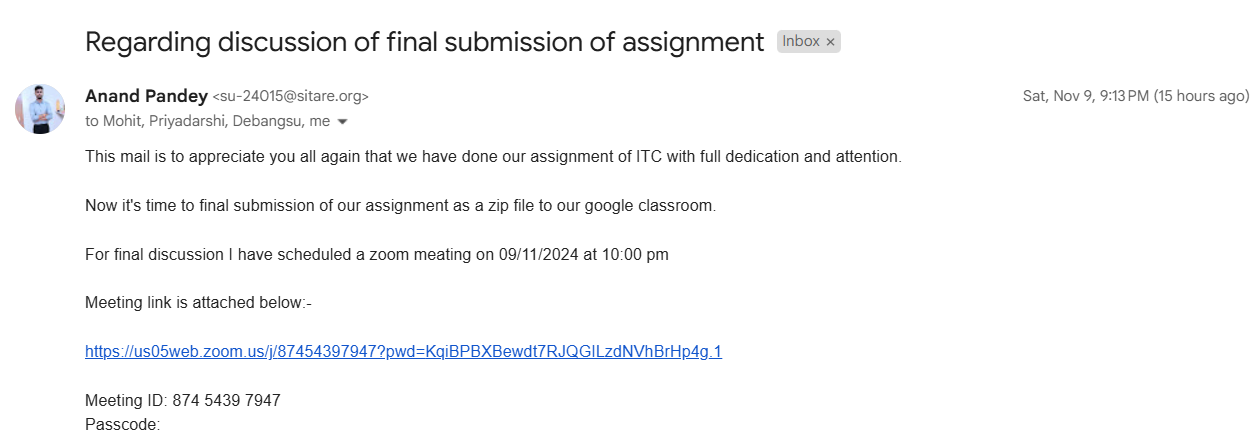 Regarding discussion of final submission of assignment Inbox ×
Anand Pandey <su-24015@sitare.org> Sat, Nov 9, 9:13 PM (15 hours ago)
to Mohit, Priyadarshi, Debangsu, me
This mail is to appreciate you all again that we have done our assignment of ITC with full dedication and attention.
Now it's time to final submission of our assignment as a zip file to our google classroom.
For final discussion I have scheduled a zoom meating on 09/11/2024 at 10:00 pm
Meeting link is attached below:-
https://us05web.zoom.us/j/87454397947?pwd=KqiBPBXBewdt7RJQGILzdNVhBrHp4g.1
Meeting ID: 874 5439 7947
Passcode: